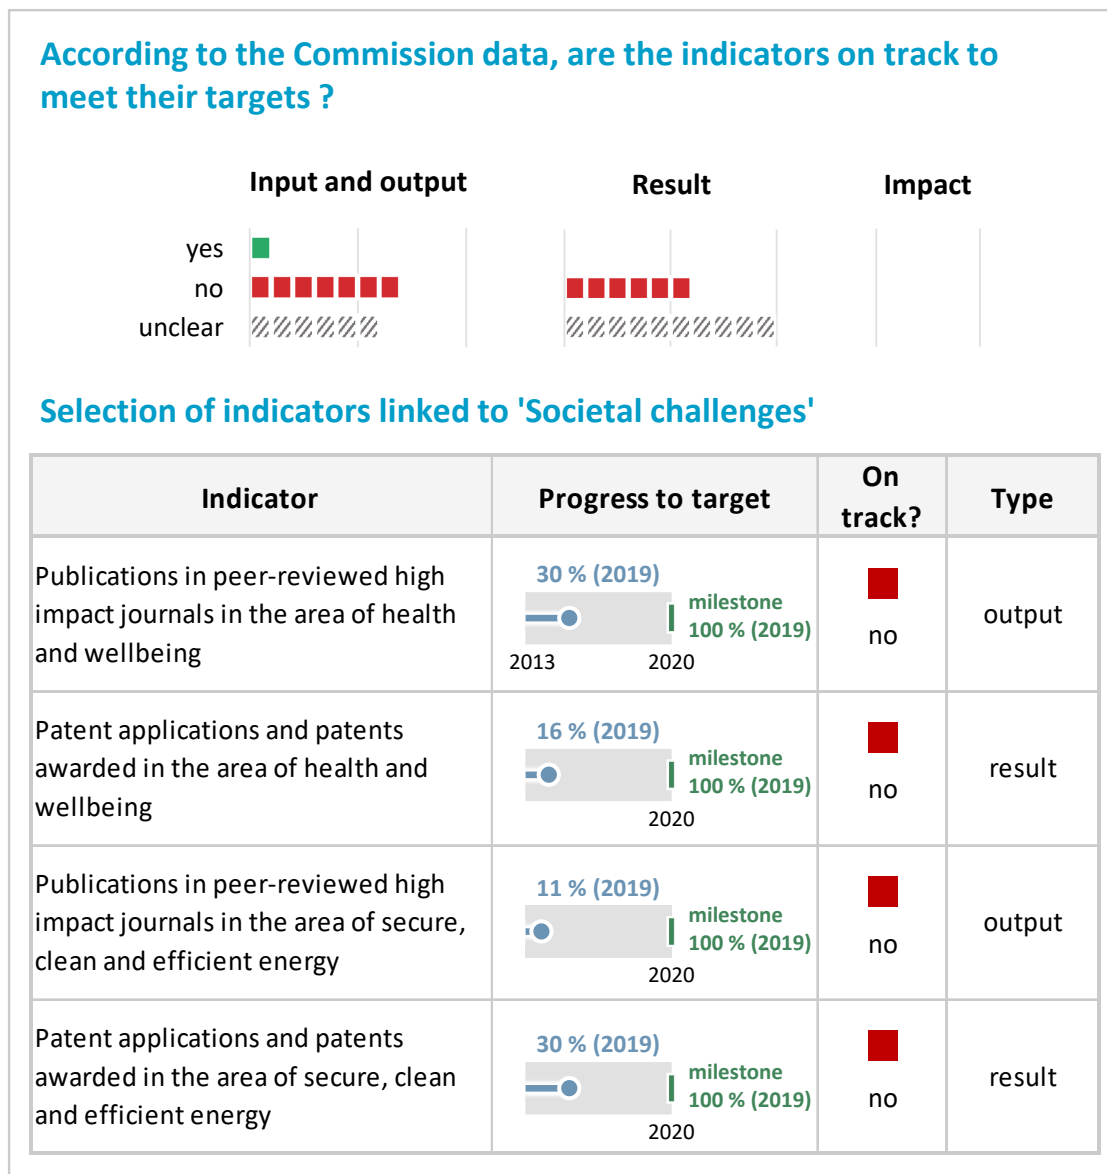 According to the Commission data, are the indicators on track to
meet their targets ?
Input and output
Result
Impact
yes
no
unclear
Selection of indicators linked to 'Societal challenges'
Indicator
Progress to target
On
track?
Type
Publications in peer-reviewed high
impact journals in the area of health
and wellbeing
30 % (2019)
milestone
100 % (2019)
2013
2020
no
output
Patent applications and patents
awarded in the area of health and
wellbeing
16 % (2019)
milestone
100 % (2019)
2020
no
result
Publications in peer-reviewed high
impact journals in the area of secure,
clean and efficient energy
11 % (2019)
milestone
100 % (2019)
2020
no
output
Patent applications and patents
awarded in the area of secure, clean
and efficient energy
30 % (2019)
milestone
100 % (2019)
2020
no
result